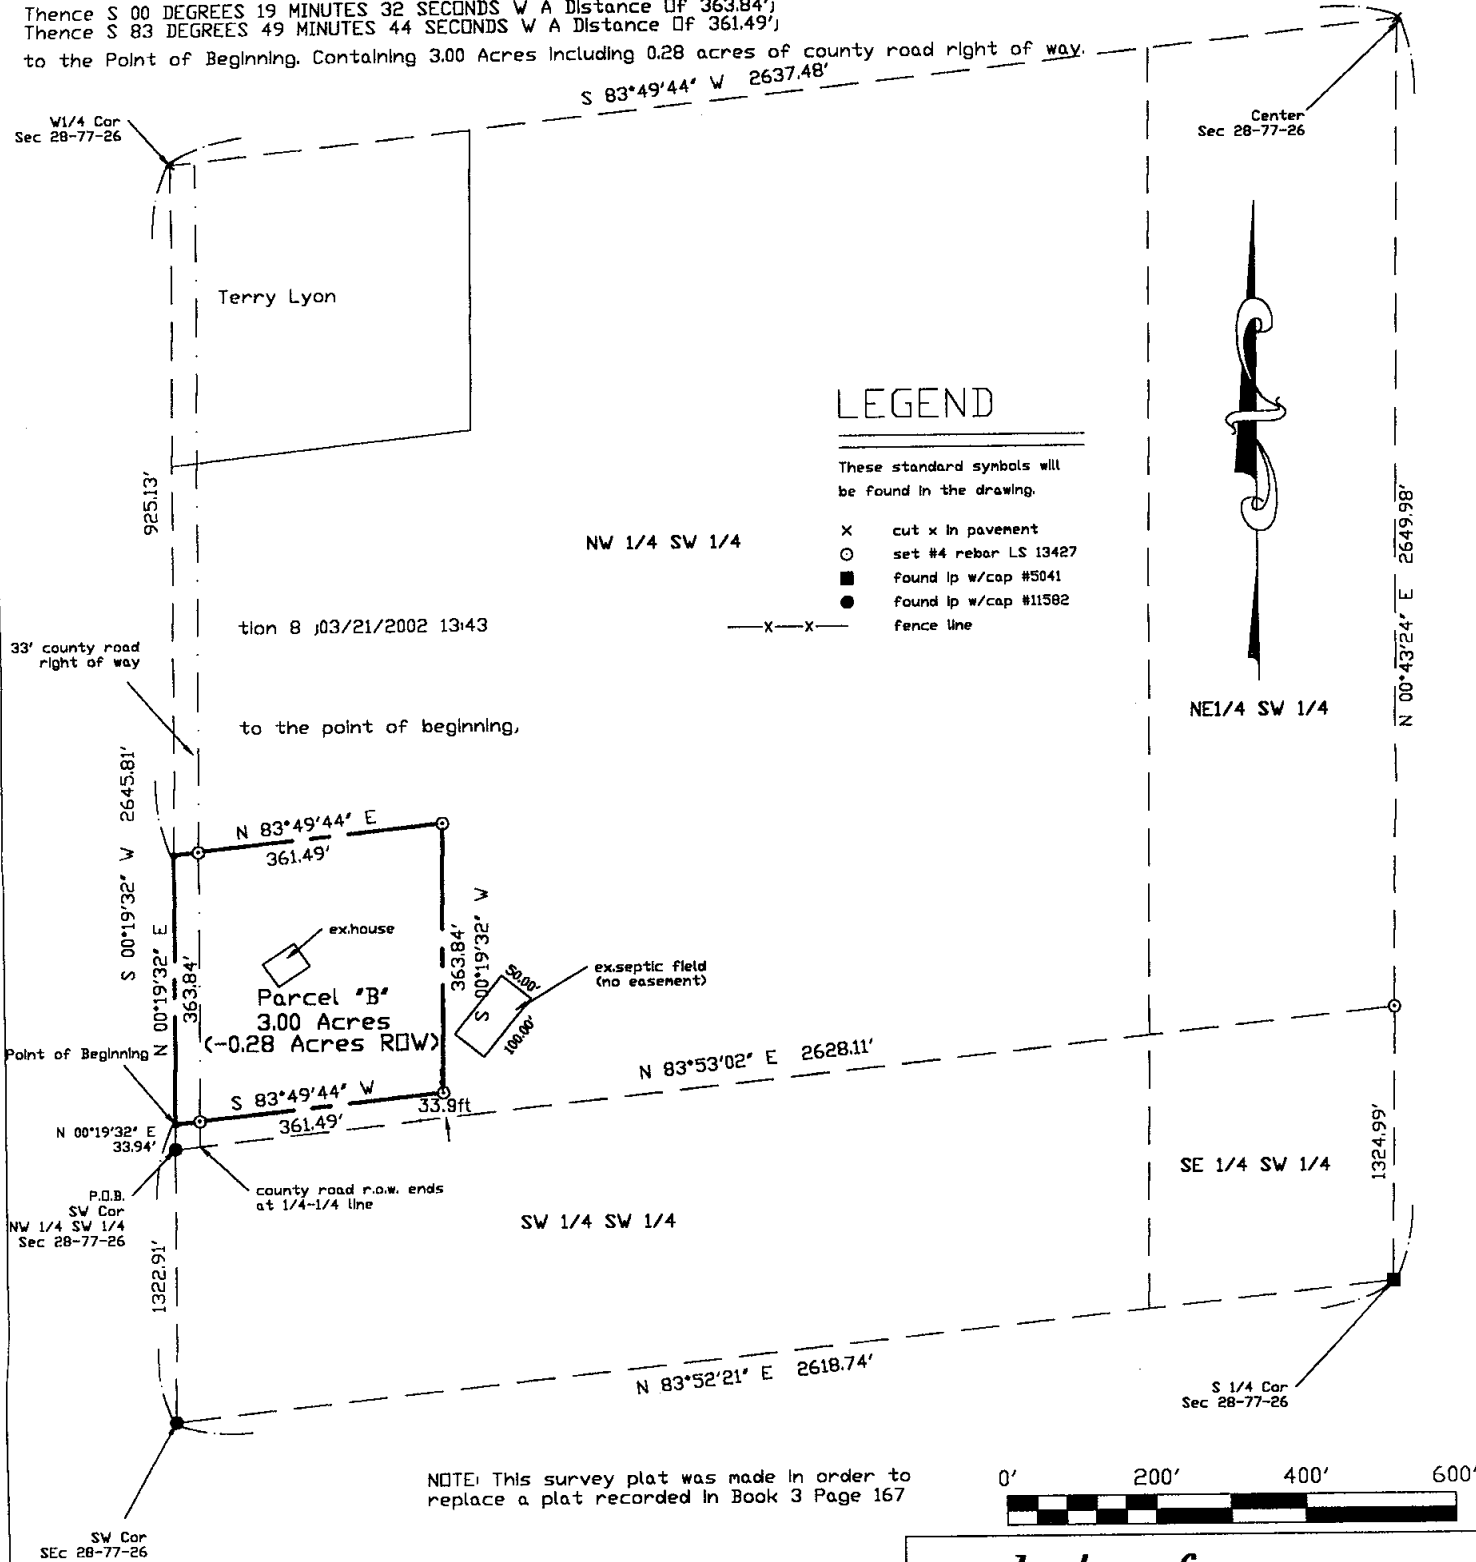 Thence S 00 DEGREES 19 MINUTES 32 SECONDS W A Distance Of 363.84';
Thence S 83 DEGREES 49 MINUTES 44 SECONDS W A Distance Of 361.49';
to the Point of Beginning. Containing 3.00 Acres Including 0.28 acres of county road right of way.
S 83°49'44" W 2637.48'
W1/4 Cor
Sec 28-77-26
Center
Sec 28-77-26
Terry Lyon
LEGEND
These standard symbols will
be found in the drawing.
x cut x in pavement
set #4 rebar LS 13427
found ip w/cap #5041
found ip w/cap #11582
—x—x— fence line
925.13'
NW 1/4 SW 1/4
N 00°43'24" E 2649.98'
tion 8 ;03/21/2002 13:43
33' county road
right of way
NE1/4 SW 1/4
to the point of beginning,
S 00°19'32" W 2645.81'
N 83°49'44" E
361.49'
N 00°19'32" E
363.84'
ex.house
363.84'
S 00°19'32" W
50.00'
100.00'
ex.septic field
(no easement)
Parcel "B"
3.00 Acres
(-0.28 Acres ROW)
Point of Beginning
N 83°53'02" E 2628.11'
S 83°49'44" W
361.49'
33.9ft
N 00°19'32" E
33.94'
P.O.B.
SW Cor
NW 1/4 SW 1/4
Sec 28-77-26
county road r.o.w. ends
at 1/4-1/4 line
1324.99'
SE 1/4 SW 1/4
SW 1/4 SW 1/4
1322.91'
N 83°52'21" E 2618.74'
S 1/4 Cor
Sec 28-77-26
NOTE: This survey plat was made in order to
replace a plat recorded in Book 3 Page 167
0' 200' 400' 600'
SW Cor
SEc 28-77-26